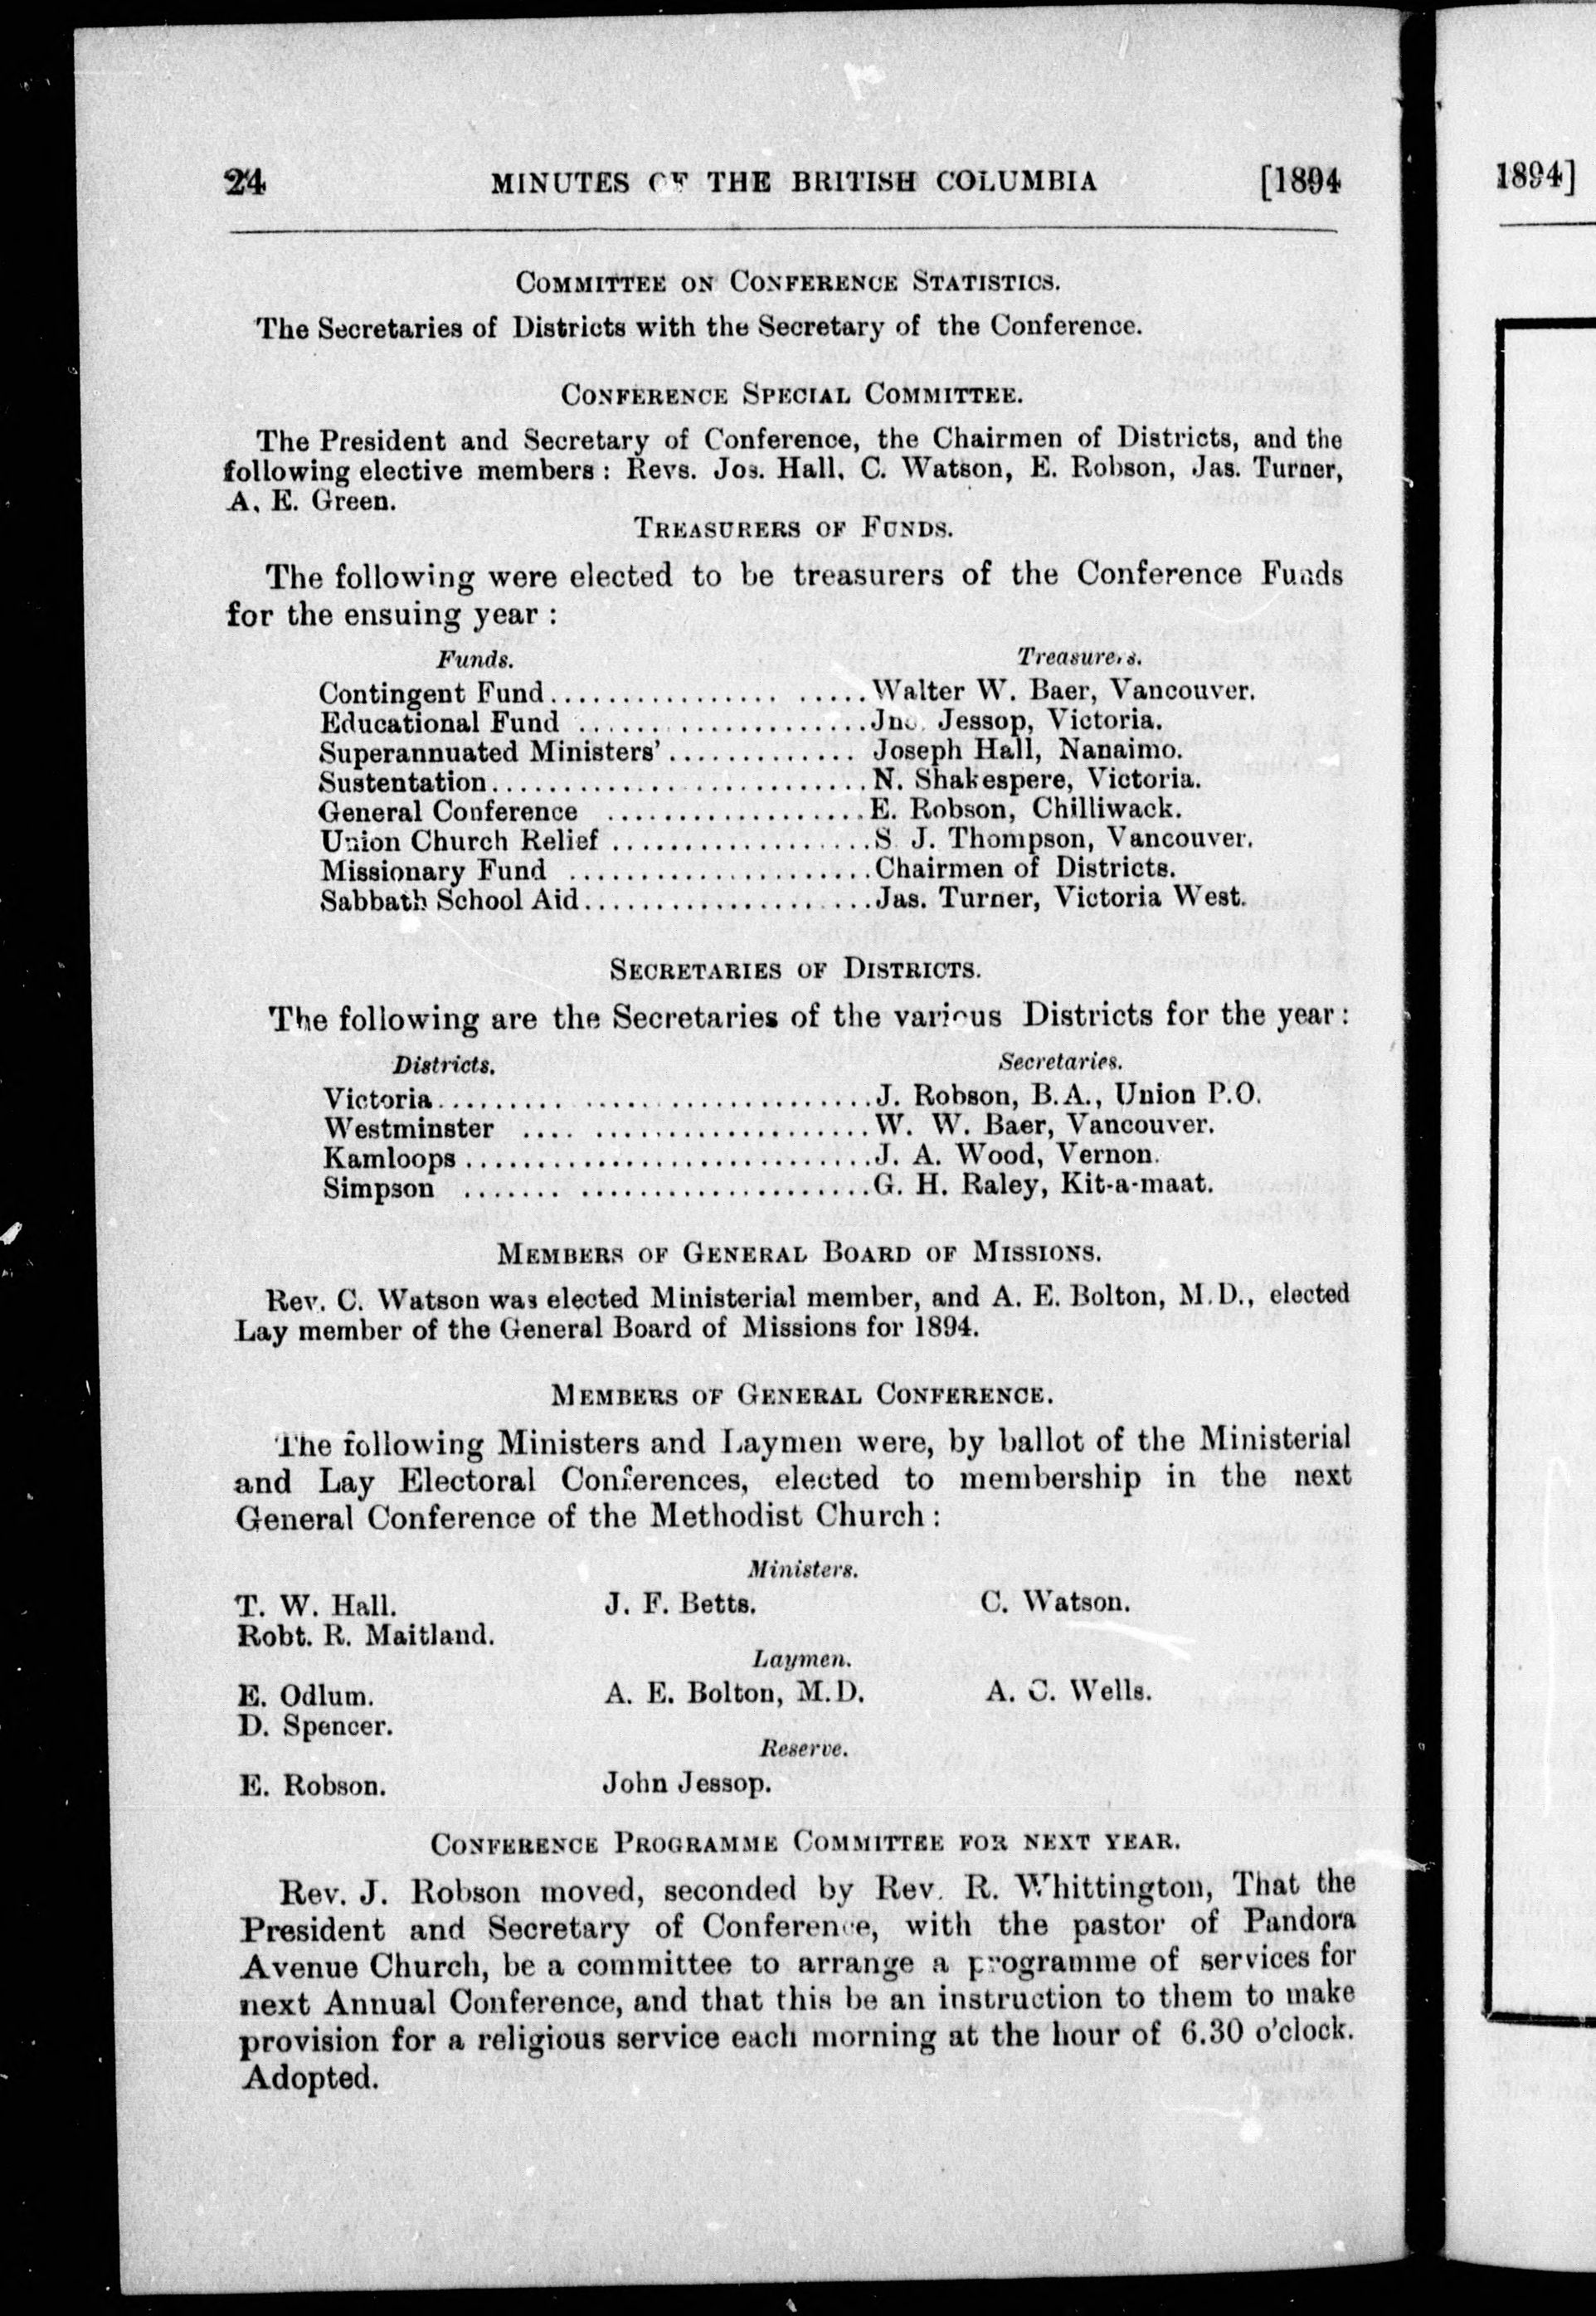 24 MINUTES OF THE BRITISH COLUMBIA [1894
COMMITTEE ON CONFERENCE STATISTICS.
The Secretaries of Districts with the Secretary of the Conference.
CONFERENCE SPECIAL COMMITTEE.
The President and Secretary of Conference, the Chairmen of Districts, and the
following elective members : Revs. Jos. Hall, C. Watson, E. Robson, Jas. Turner,
A. E. Green.
TREASURERS OF FUNDS.
The following were elected to be treasurers of the Conference Funds
for the ensuing year :
Funds. Treasurers.
Contingent Fund.................... .....Walter W. Baer, Vancouver.
Educational Fund ....................Jno. Jessop, Victoria.
Superannuated Ministers'............. Joseph Hall, Nanaimo.
Sustentation..........................N. Shakespere, Victoria.
General Conference ..................E. Robson, Chilliwack.
Union Church Relief ..................S. J. Thompson, Vancouver.
Missionary Fund .....................Chairmen of Districts.
Sabbath School Aid....................Jas. Turner, Victoria West.
SECRETARIES OF DISTRICTS.
The following are the Secretaries of the various Districts for the year :
Districts. Secretaries.
Victoria..............................J. Robson, B.A., Union P.O.
Westminster .... ...................W. W. Baer, Vancouver.
Kamloops............................J. A. Wood, Vernon.
Simpson ....... ....................G. H. Raley, Kit-a-maat.
MEMBERS OF GENERAL BOARD OF MISSIONS.
Rev. C. Watson was elected Ministerial member, and A. E. Bolton, M.D., elected
Lay member of the General Board of Missions for 1894.
MEMBERS OF GENERAL CONFERENCE.
The following Ministers and Laymen were, by ballot of the Ministerial
and Lay Electoral Conferences, elected to membership in the next
General Conference of the Methodist Church :
Ministers.
T. W. Hall. J. F. Betts. C. Watson.
Robt. R. Maitland.
Laymen.
E. Odlum. A. E. Bolton, M.D. A. C. Wells.
D. Spencer.
Reserve.
E. Robson. John Jessop.
CONFERENCE PROGRAMME COMMITTEE FOR NEXT YEAR.
Rev. J. Robson moved, seconded by Rev. R. Whittington, That the
President and Secretary of Conference, with the pastor of Pandora
Avenue Church, be a committee to arrange a programme of services for
next Annual Conference, and that this be an instruction to them to make
provision for a religious service each morning at the hour of 6.30 o'clock.
Adopted.
1894]